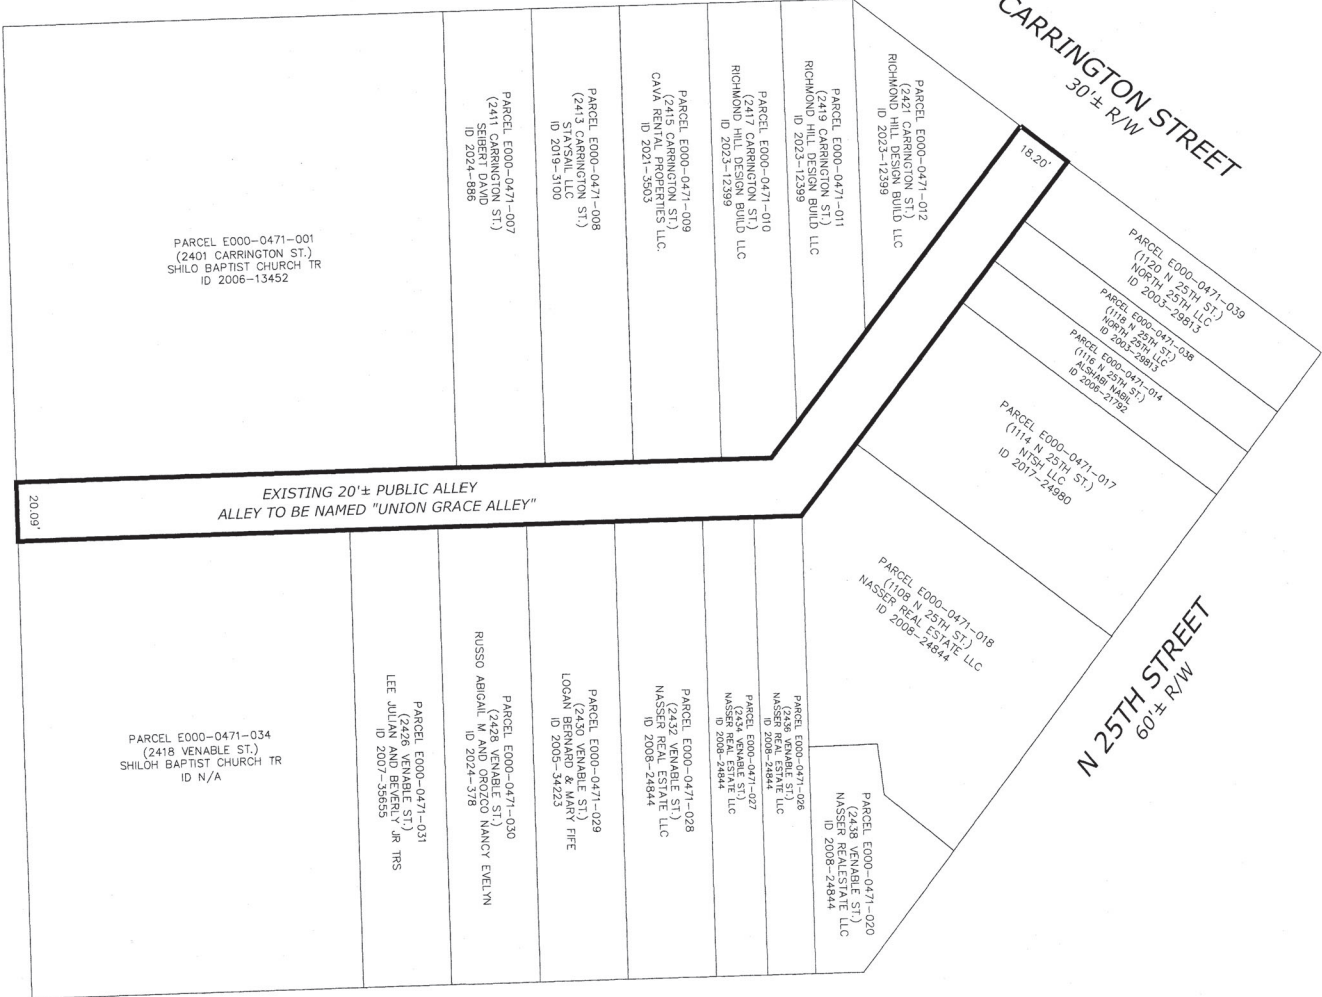 CARRINGTON STREET
30'± R/W
18.20'
PARCEL E000-0471-001
(2401 CARRINGTON ST.)
SHILO BAPTIST CHURCH TR
ID 2006-13452
PARCEL E000-0471-007
(2411 CARRINGTON ST.)
SEIBERT DAVID
ID 2024-886
PARCEL E000-0471-008
(2413 CARRINGTON ST.)
STAYSAIL LLC
ID 2019-3100
PARCEL E000-0471-009
(2415 CARRINGTON ST.)
CAVA RENTAL PROPERTIES LLC.
ID 2021-3503
PARCEL E000-0471-010
(2417 CARRINGTON ST.)
RICHMOND HILL DESIGN BUILD LLC
ID 2023-12399
PARCEL E000-0471-011
(2419 CARRINGTON ST.)
RICHMOND HILL DESIGN BUILD LLC
ID 2023-12399
PARCEL E000-0471-012
(2421 CARRINGTON ST.)
RICHMOND HILL DESIGN BUILD LLC
ID 2023-12399
PARCEL E000-0471-039
(1120 N 25TH ST.)
NORTH 25TH LLC
ID 2003-29813
PARCEL E000-0471-038
(1118 N 25TH ST.)
NORTH 25TH LLC
ID 2003-29813
PARCEL E000-0471-014
(1116 N 25TH ST.)
ALSHABI NABIL
ID 2006-21792
PARCEL E000-0471-017
(1114 N 25TH ST.)
NTSH LLC
ID 2017-24980
PARCEL E000-0471-018
(1108 N 25TH ST.)
NASSER REAL ESTATE LLC
ID 2008-24844
N 25TH STREET
60'± R/W
20.09'
EXISTING 20'± PUBLIC ALLEY
ALLEY TO BE NAMED "UNION GRACE ALLEY"
PARCEL E000-0471-034
(2418 VENABLE ST.)
SHILOH BAPTIST CHURCH TR
ID N/A
PARCEL E000-0471-031
(2426 VENABLE ST.)
LEE JULIAN AND BEVERLY JR TRS
ID 2007-35655
PARCEL E000-0471-030
(2428 VENABLE ST.)
RUSSO ABIGAIL M AND OROZCO NANCY EVELYN
ID 2024-378
PARCEL E000-0471-029
(2430 VENABLE ST.)
LOGAN BERNARD & MARY FIFE
ID 2005-34223
PARCEL E000-0471-028
(2432 VENABLE ST.)
NASSER REAL ESTATE LLC
ID 2008-24844
PARCEL E000-0471-027
(2434 VENABLE ST.)
NASSER REAL ESTATE LLC
ID 2008-24844
PARCEL E000-0471-026
(2436 VENABLE ST.)
NASSER REAL ESTATE LLC
ID 2008-24844
PARCEL E000-0471-020
(2438 VENABLE ST.)
NASSER REALESTATE LLC
ID 2008-24844